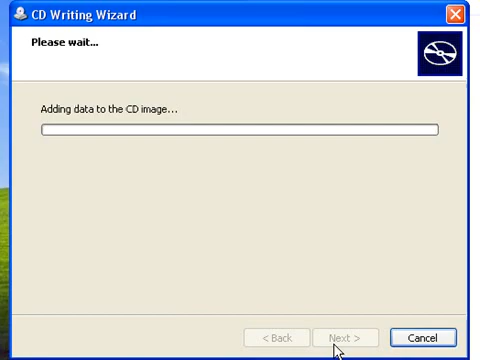 CD Writing Wizard
Please wait...
Adding data to the CD image...
< Back
Next >
Cancel